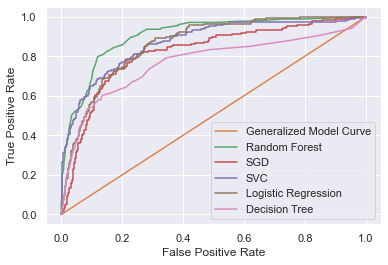 1.0
0.8
0.6
0.4
0.2
0.0
True Positive Rate
Generalized Model Curve
Random Forest
SGD
SVC
Logistic Regression
Decision Tree
0.0 0.2 0.4 0.6 0.8 1.0
False Positive Rate